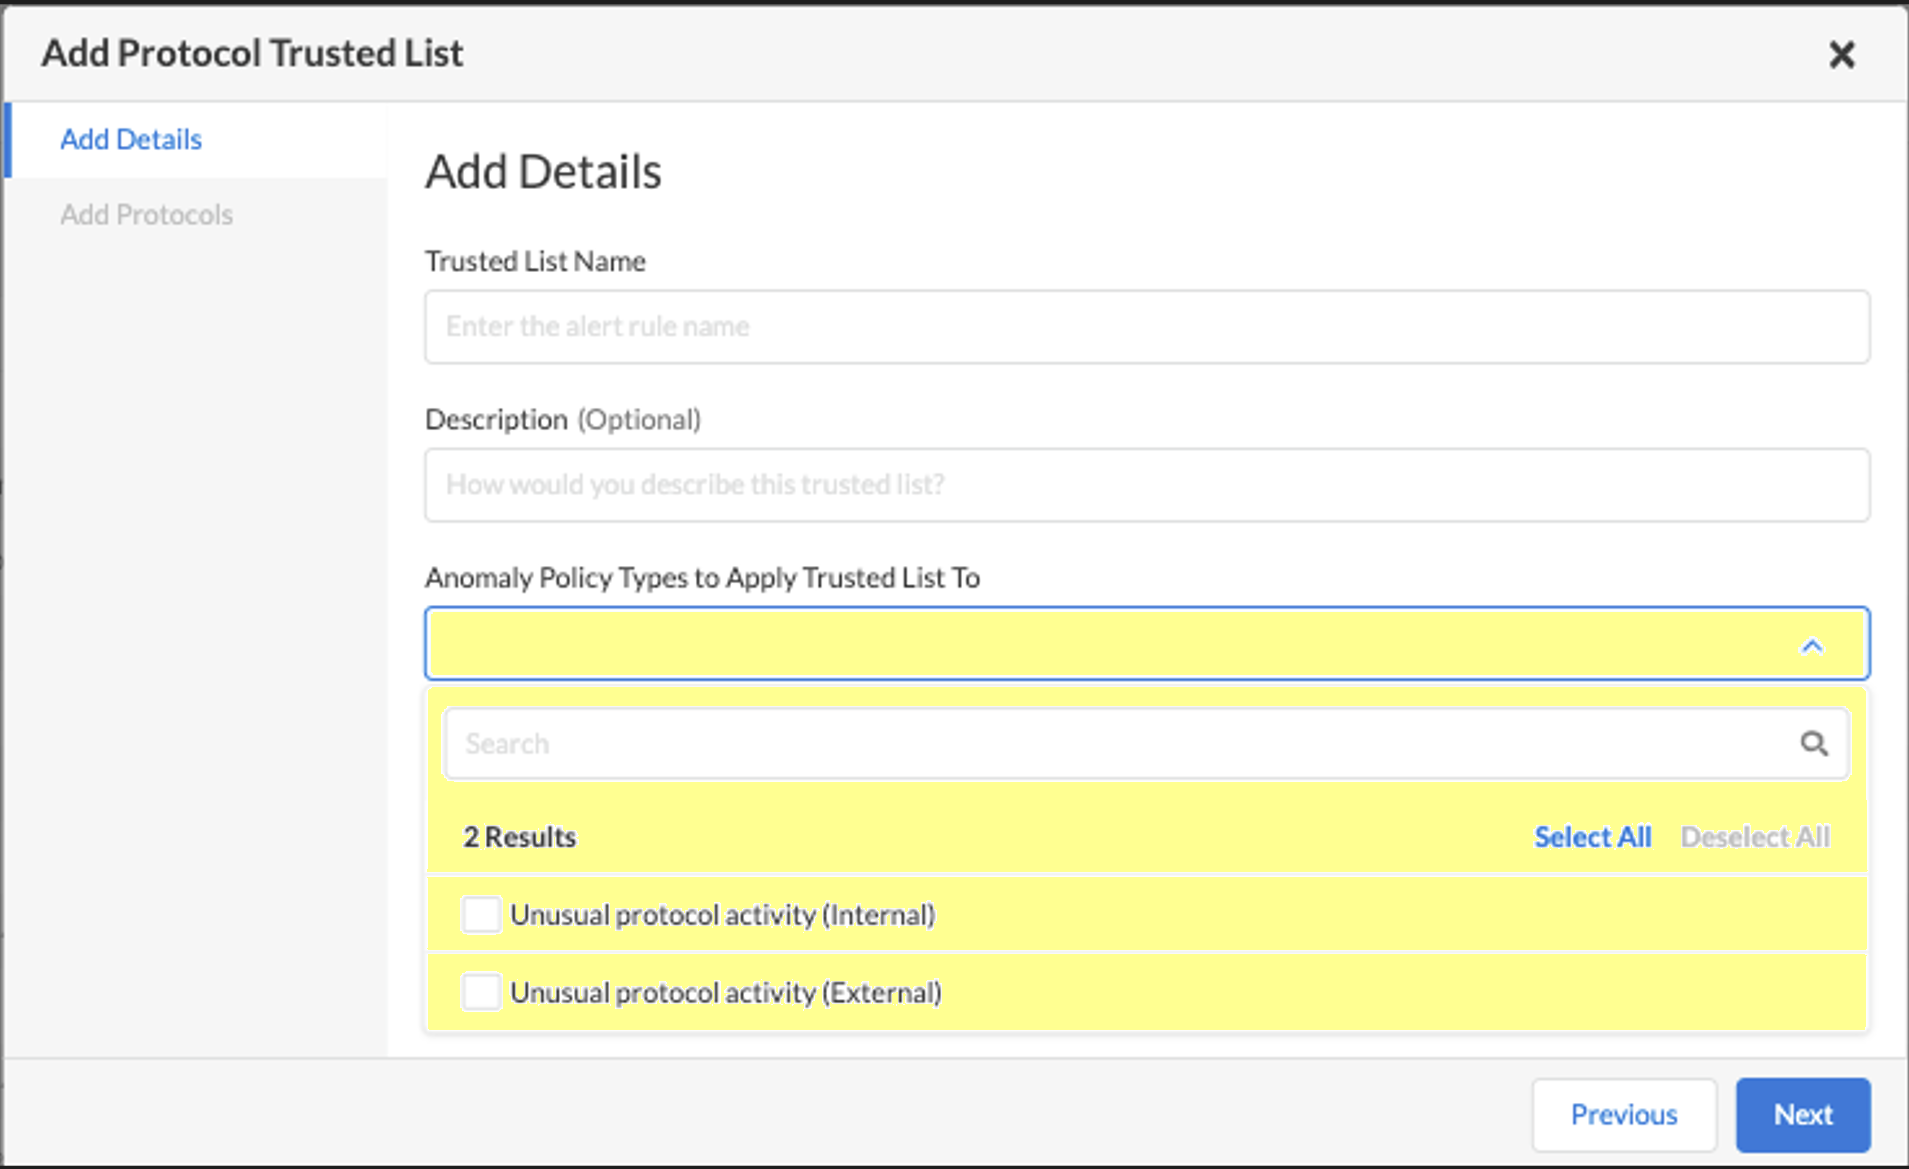 Add Protocol Trusted List
Add Details
Add Protocols
Add Details
Trusted List Name
Enter the alert rule name
Description (Optional)
How would you describe this trusted list?
Anomaly Policy Types to Apply Trusted List To
Search
2 Results Select All Deselect All
Unusual protocol activity (Internal)
Unusual protocol activity (External)
Previous Next